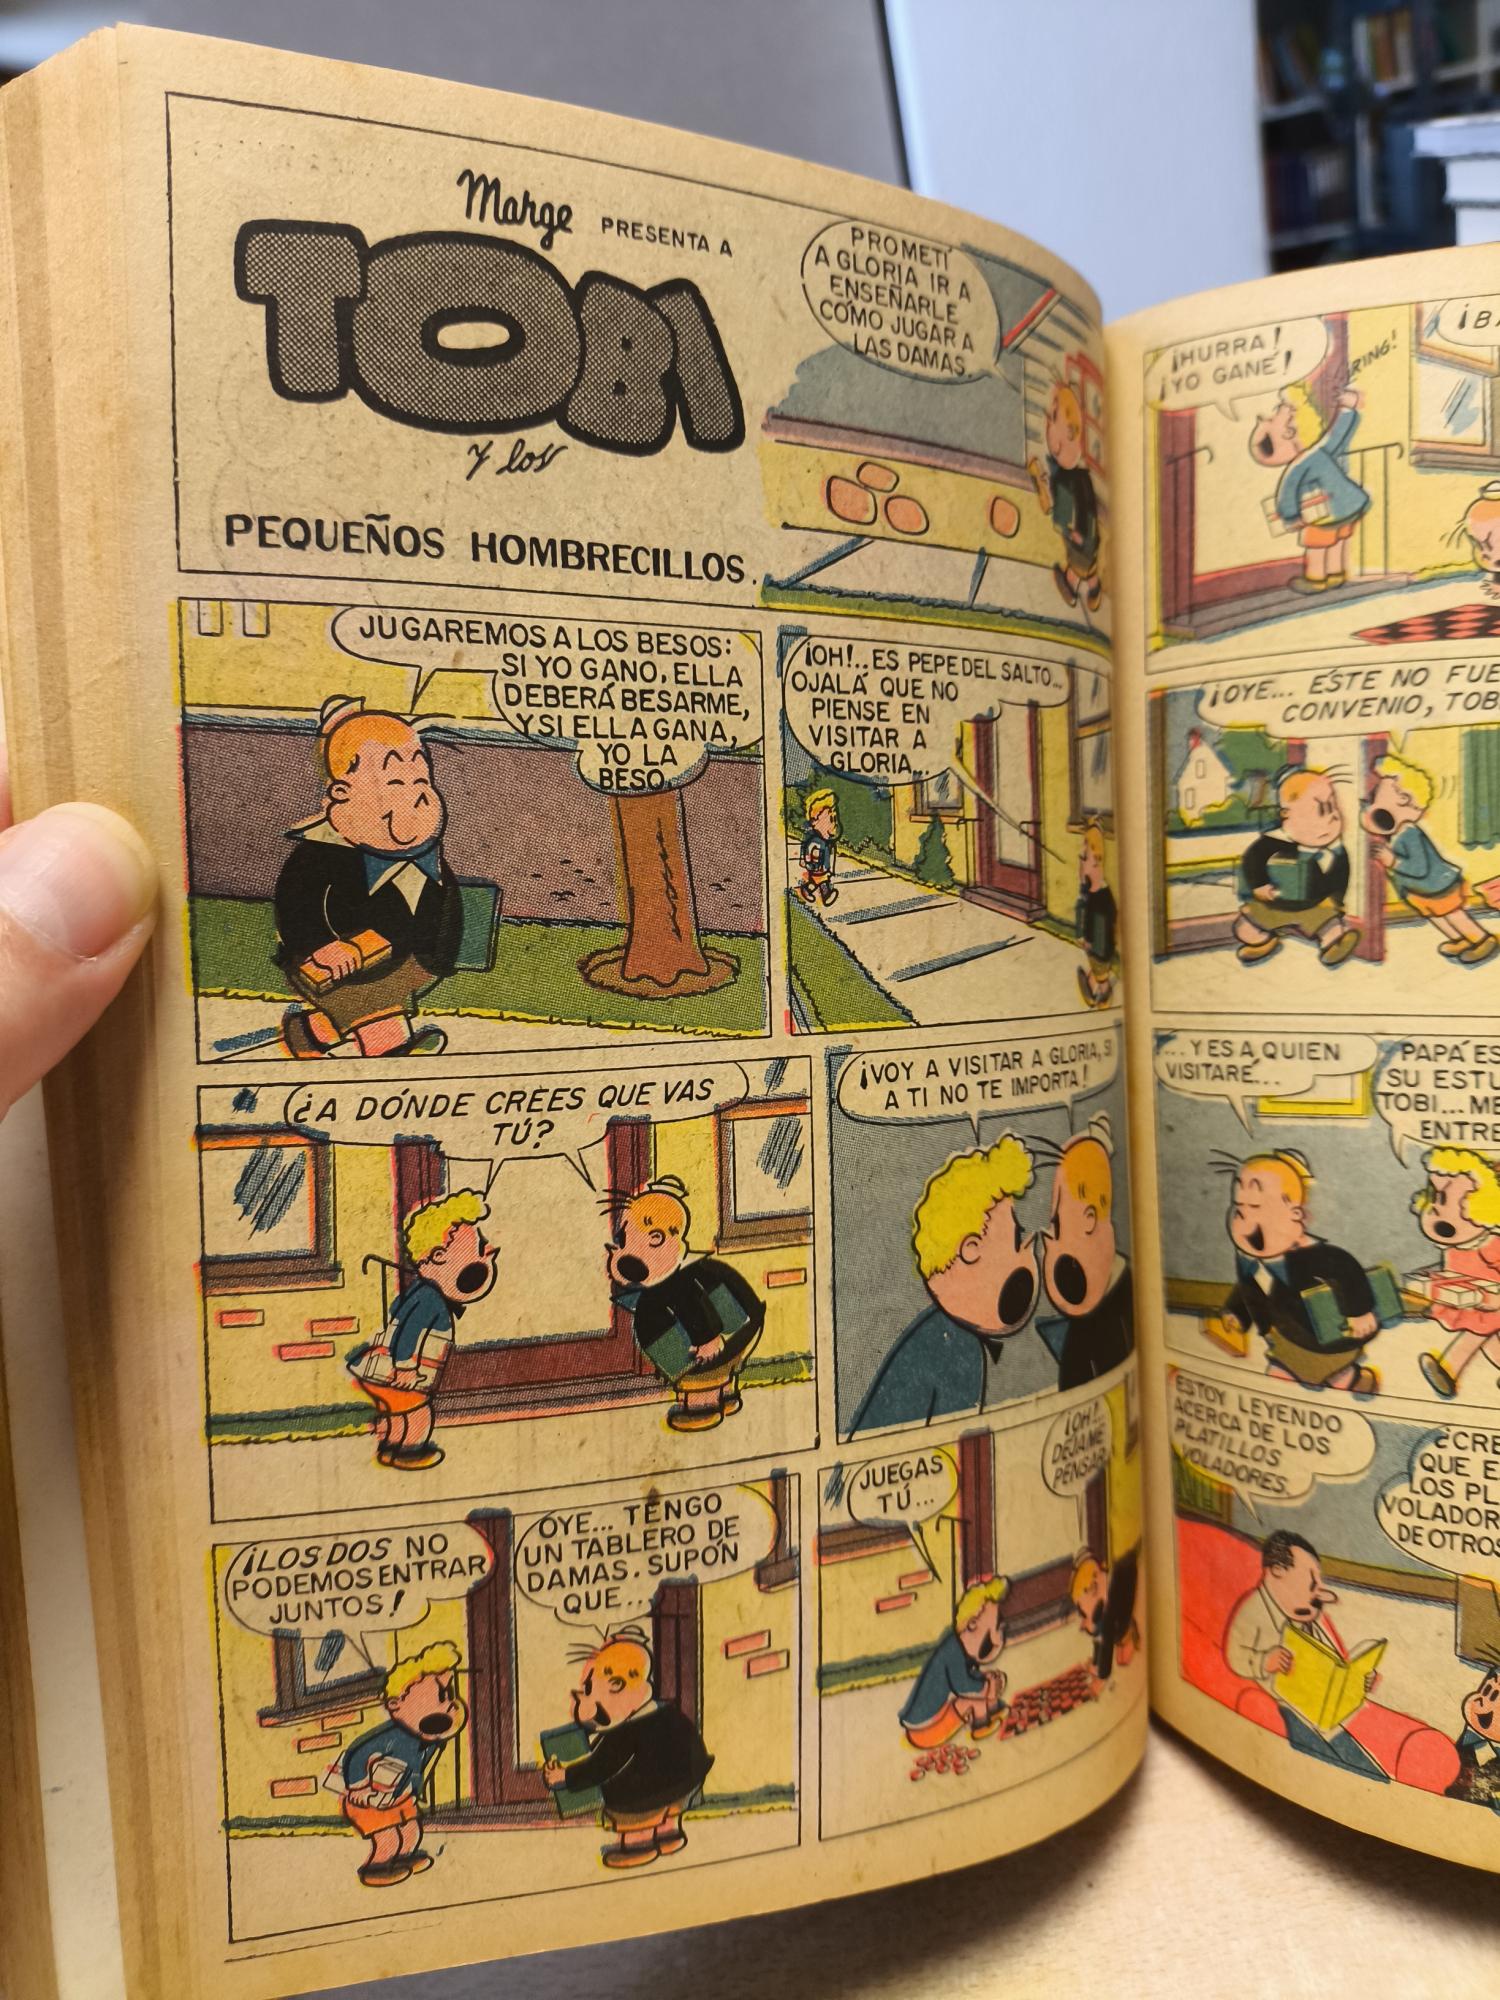 Marge PRESENTA A
TOBI
y los
PEQUEÑOS HOMBRECILLOS.
PROMETÍ
A GLORIA IR A
ENSEÑARLE
CÓMO JUGAR A
LAS DAMAS.
JUGAREMOS A LOS BESOS:
SI YO GANO, ELLA
DEBERÁ BESARME,
Y SI ELLA GANA,
YO LA
BESO.
¡OH!.. ES PEPE DEL SALTO...
OJALÁ QUE NO
PIENSE EN
VISITAR A
GLORIA...
¿A DÓNDE CREES QUE VAS
TÚ?
¡VOY A VISITAR A GLORIA, SI
A TI NO TE IMPORTA!
¡LOS DOS NO
PODEMOS ENTRAR
JUNTOS!
OYE... TENGO
UN TABLERO DE
DAMAS. SUPÓN
QUE...
JUEGAS
TÚ...
¡OH!..
DÉJAME
PENSAR.
¡HURRA!
¡YO GANÉ!
RING!
¡BA
¡OYE... ESTE NO FUE
CONVENIO, TOB
...Y ES A QUIEN
VISITARÉ...
PAPÁ ES
SU ESTU
TOBI... ME
ENTRE
ESTOY LEYENDO
ACERCA DE LOS
PLATILLOS
VOLADORES.
¿CRE
QUE E
LOS PL
VOLADOR
DE OTROS